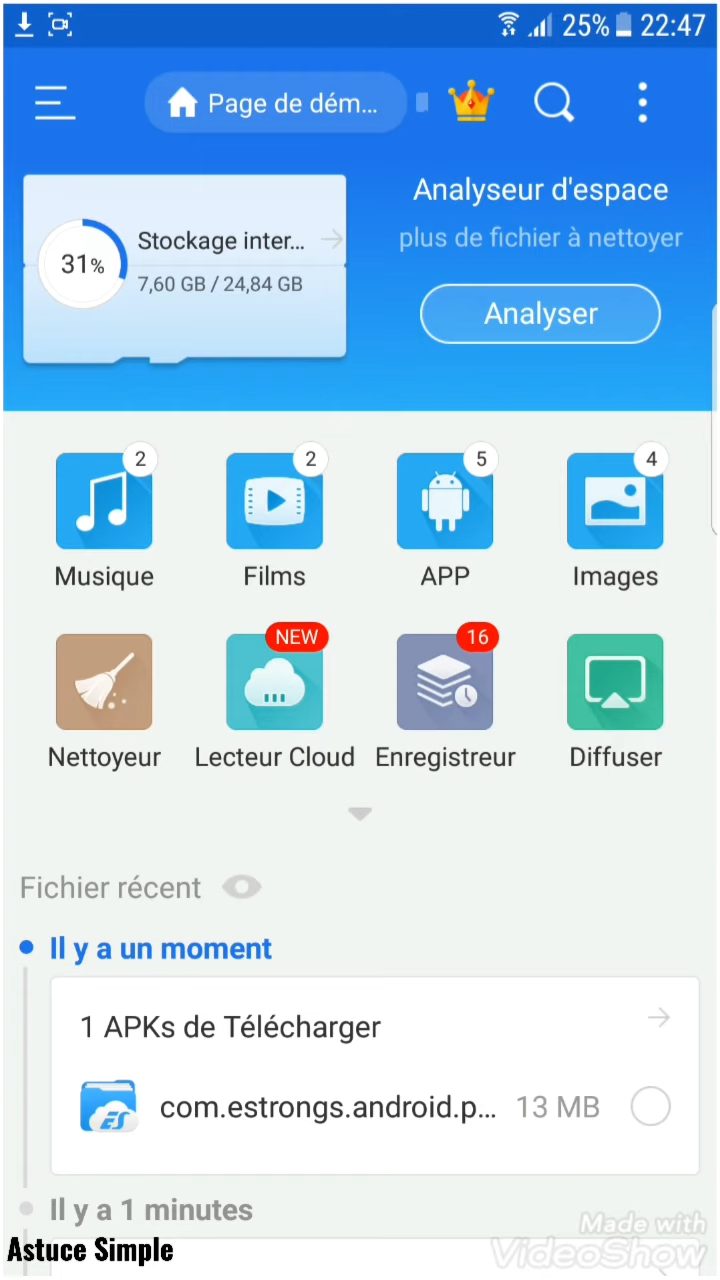 25% 22:47
Page de dém...
Analyseur d'espace
plus de fichier à nettoyer
Analyser
31%
Stockage inter...
7,60 GB / 24,84 GB
2 2 5 4
Musique Films APP Images
NEW 16
Nettoyeur Lecteur Cloud Enregistreur Diffuser
Fichier récent
Il y a un moment
1 APKs de Télécharger
ES com.estrongs.android.p... 13 MB
Il y a 1 minutes
Made with
VideoShow
Astuce Simple